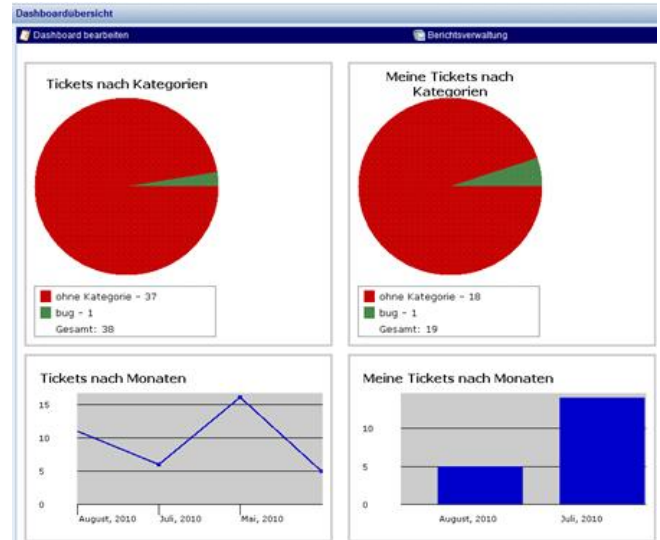 Dashboardübersicht
Dashboard bearbeiten
Berichtsverwaltung
Tickets nach Kategorien
ohne Kategorie - 37
bug - 1
Gesamt: 38
Meine Tickets nach
Kategorien
ohne Kategorie - 18
bug - 1
Gesamt: 19
Tickets nach Monaten
15
10
5
0
August, 2010
Juli, 2010
Mai, 2010
Meine Tickets nach Monaten
10
5
0
August, 2010
Juli, 2010